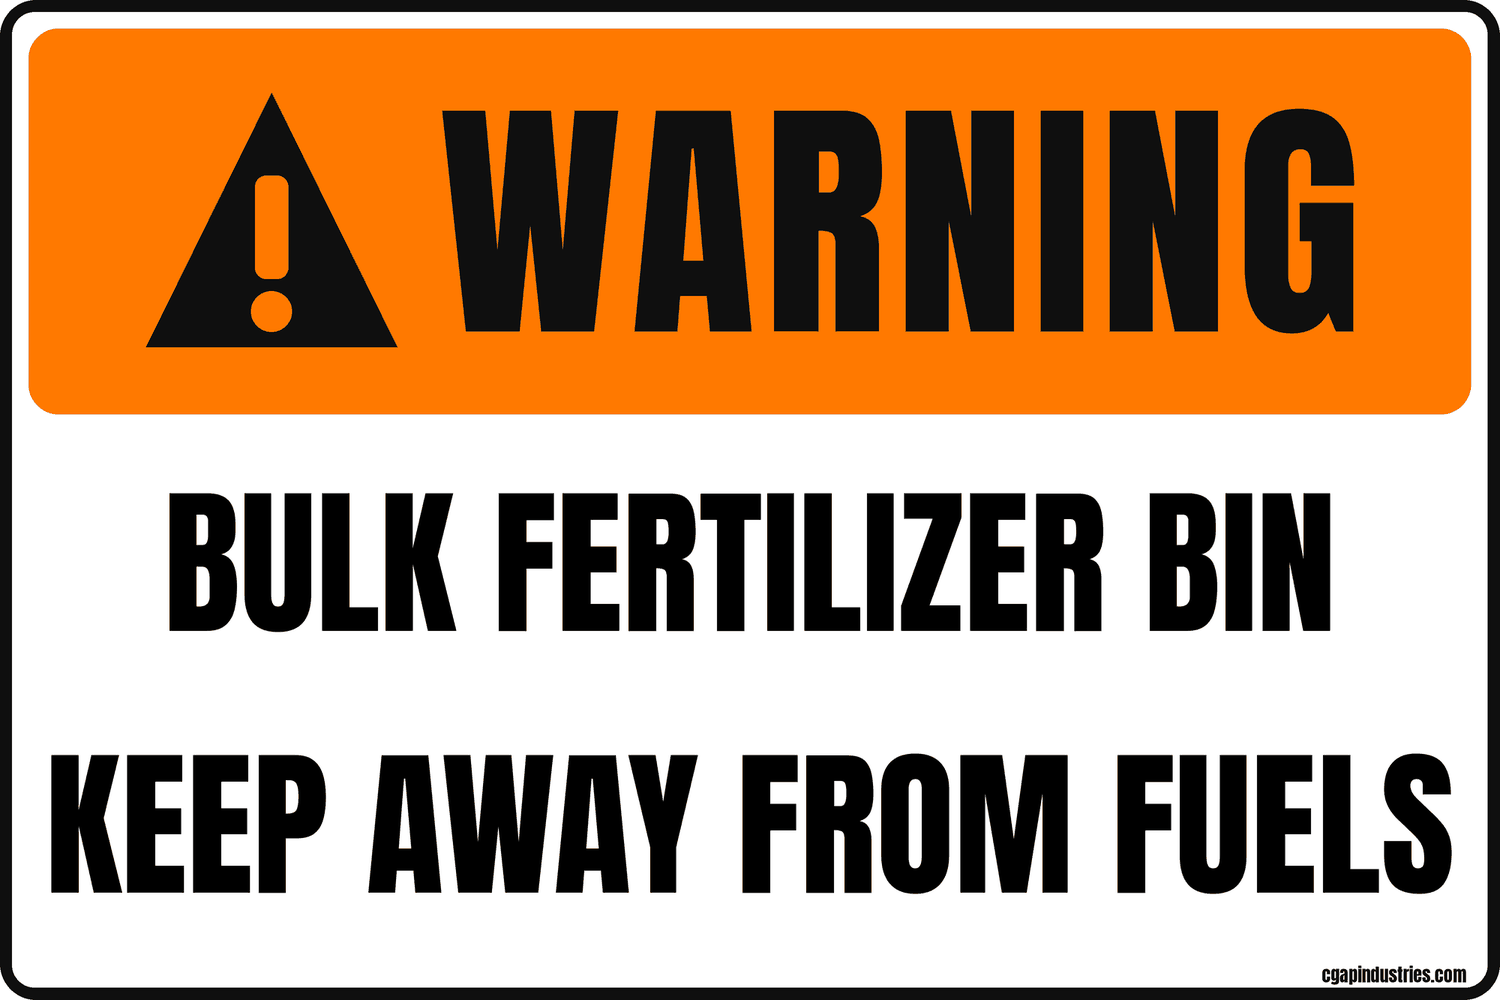 WARNING
BULK FERTILIZER BIN
KEEP AWAY FROM FUELS
cgapindustries.com